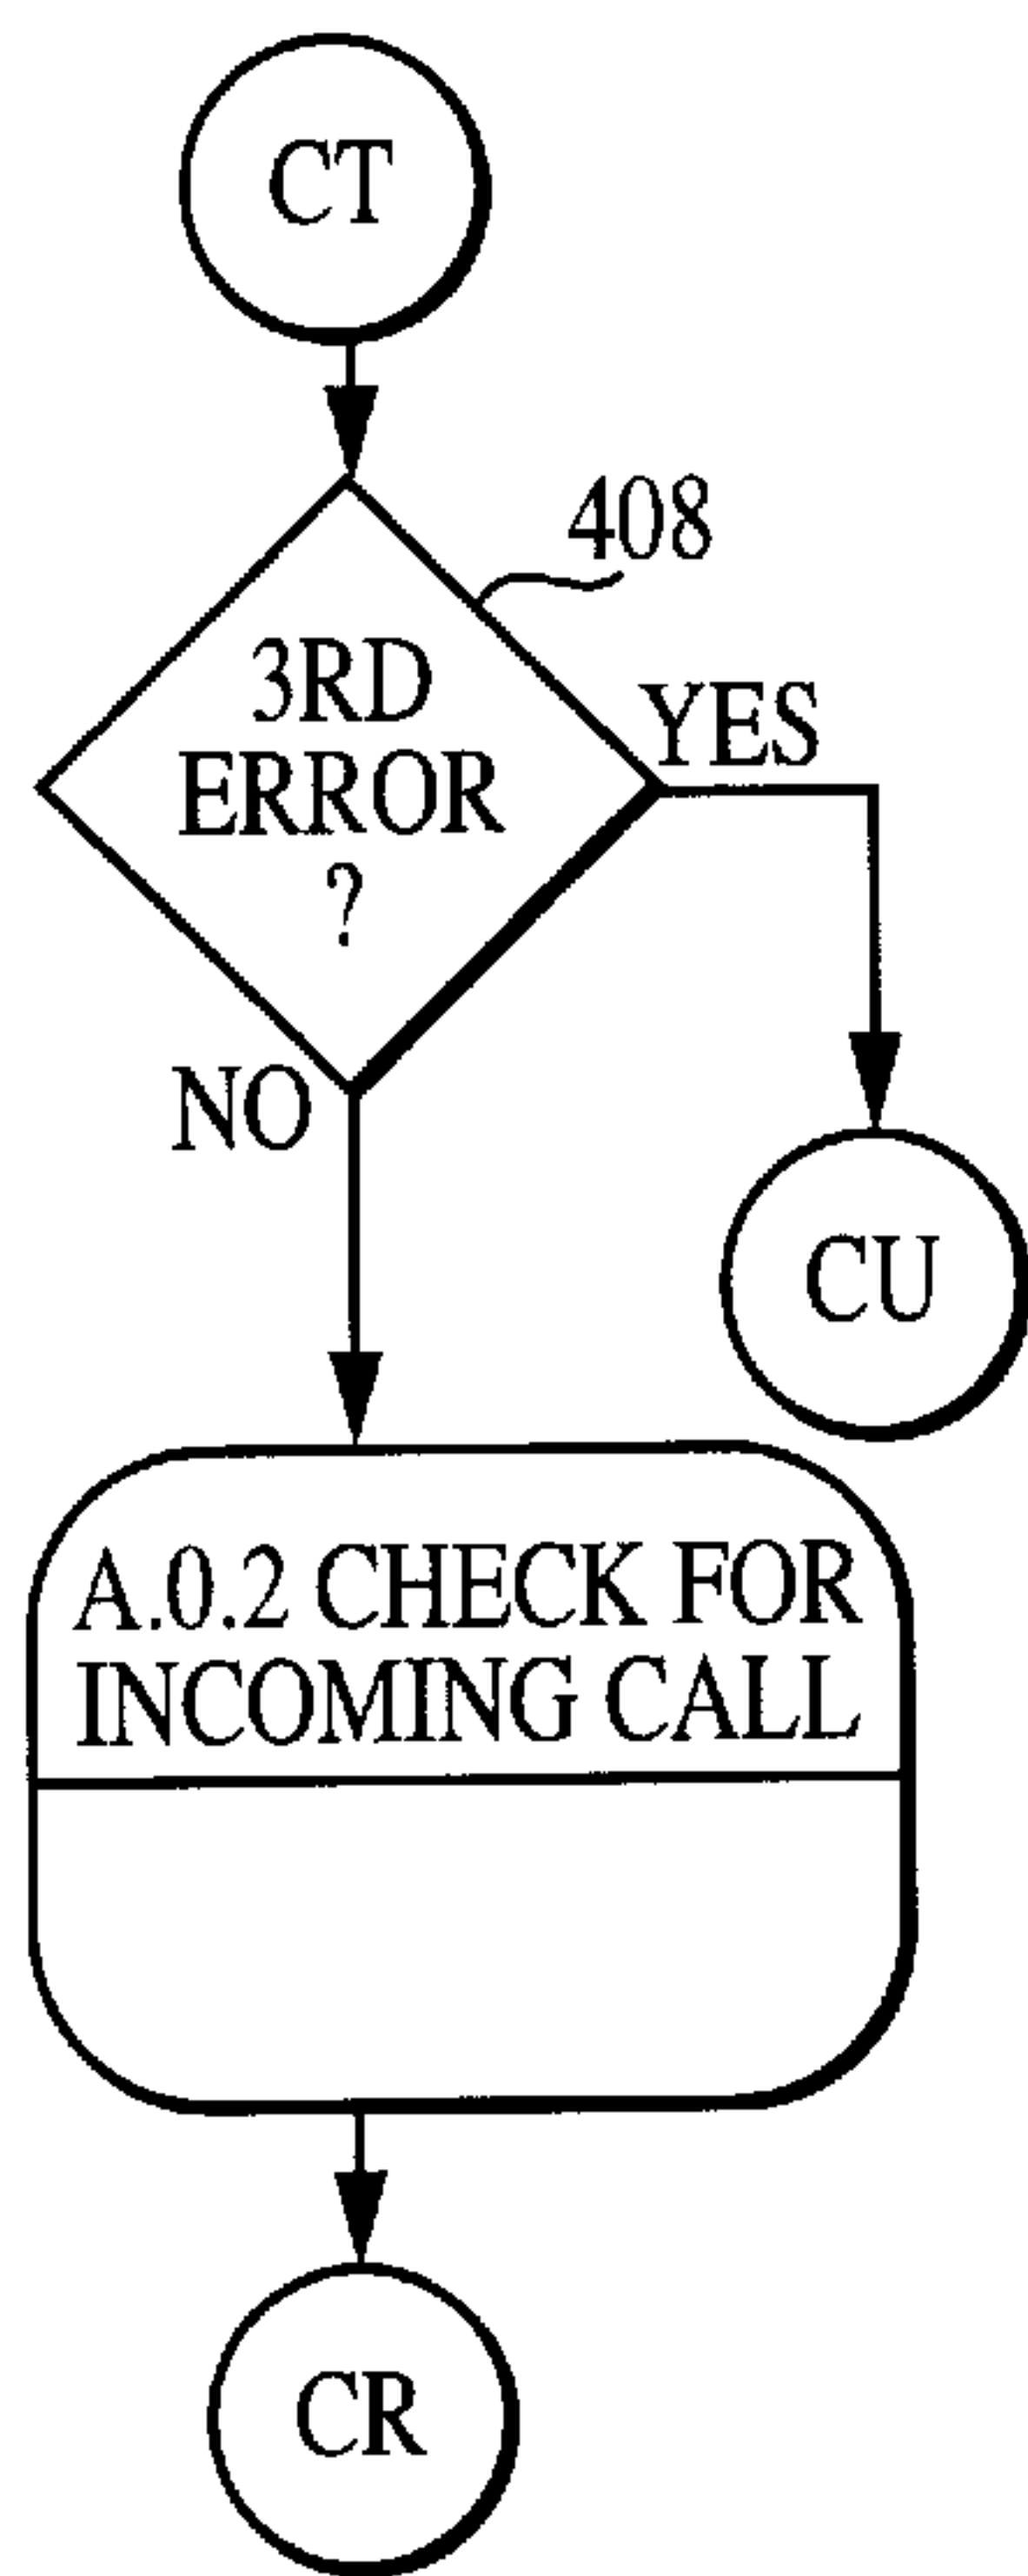 CT
408
3RD
ERROR
?
YES
NO
CU
A.0.2 CHECK FOR
INCOMING CALL
CR